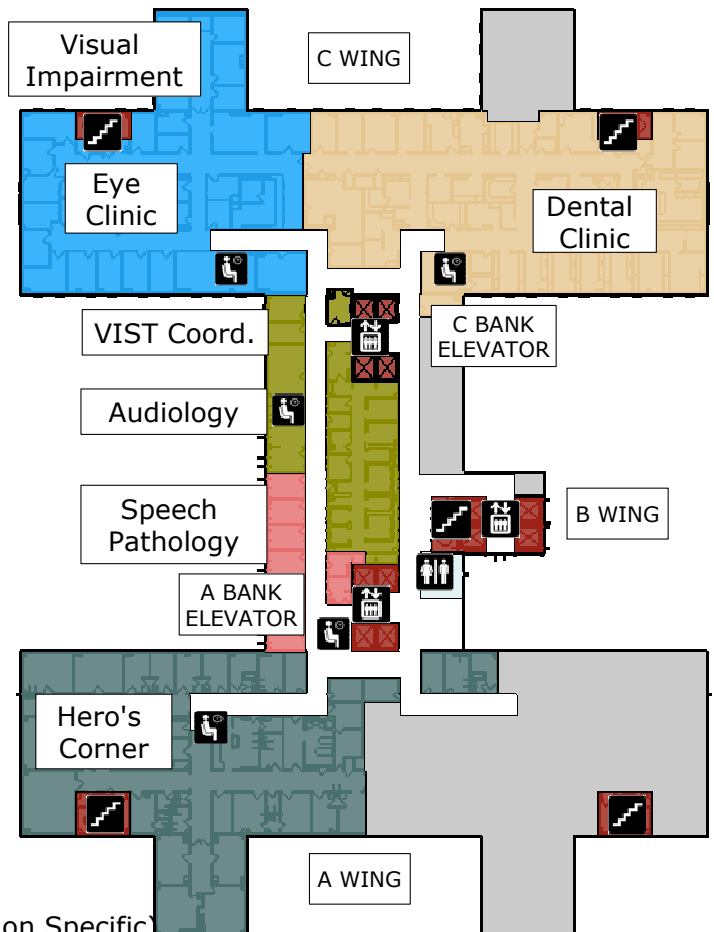 Visual
Impairment
C WING
Eye
Clinic
Dental
Clinic
VIST Coord.
C BANK
ELEVATOR
Audiology
Speech
Pathology
B WING
A BANK
ELEVATOR
Hero's
Corner
A WING
on Specific)